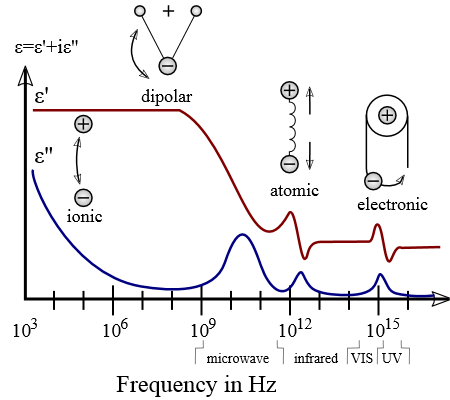 ε=ε'+iε"
+
−
dipolar
ε'
ε"
+
−
ionic
+
−
atomic
+
−
electronic
10³ 10⁶ 10⁹ 10¹² 10¹⁵
microwave infrared VIS UV
Frequency in Hz